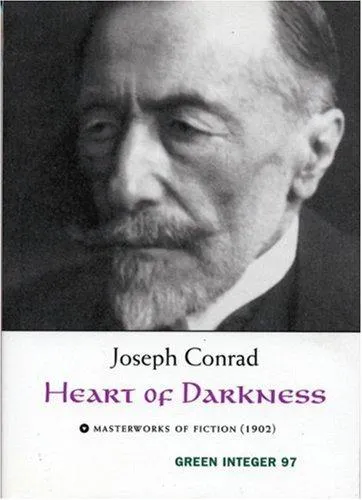 Joseph Conrad
Heart of Darkness
MASTERWORKS OF FICTION (1902)
GREEN INTEGER 97